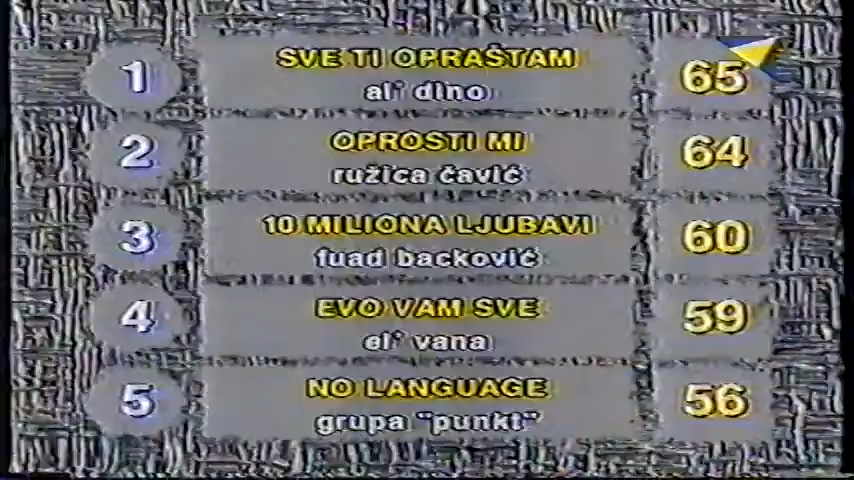 1 SVE TI OPRAŠTAM 65
al' dino
2 OPROSTI MI 64
ružica čavić
3 10 MILIONA LJUBAVI 60
fuad backović
4 EVO VAM SVE 59
el' vana
5 NO LANGUAGE 56
grupa "punkt"